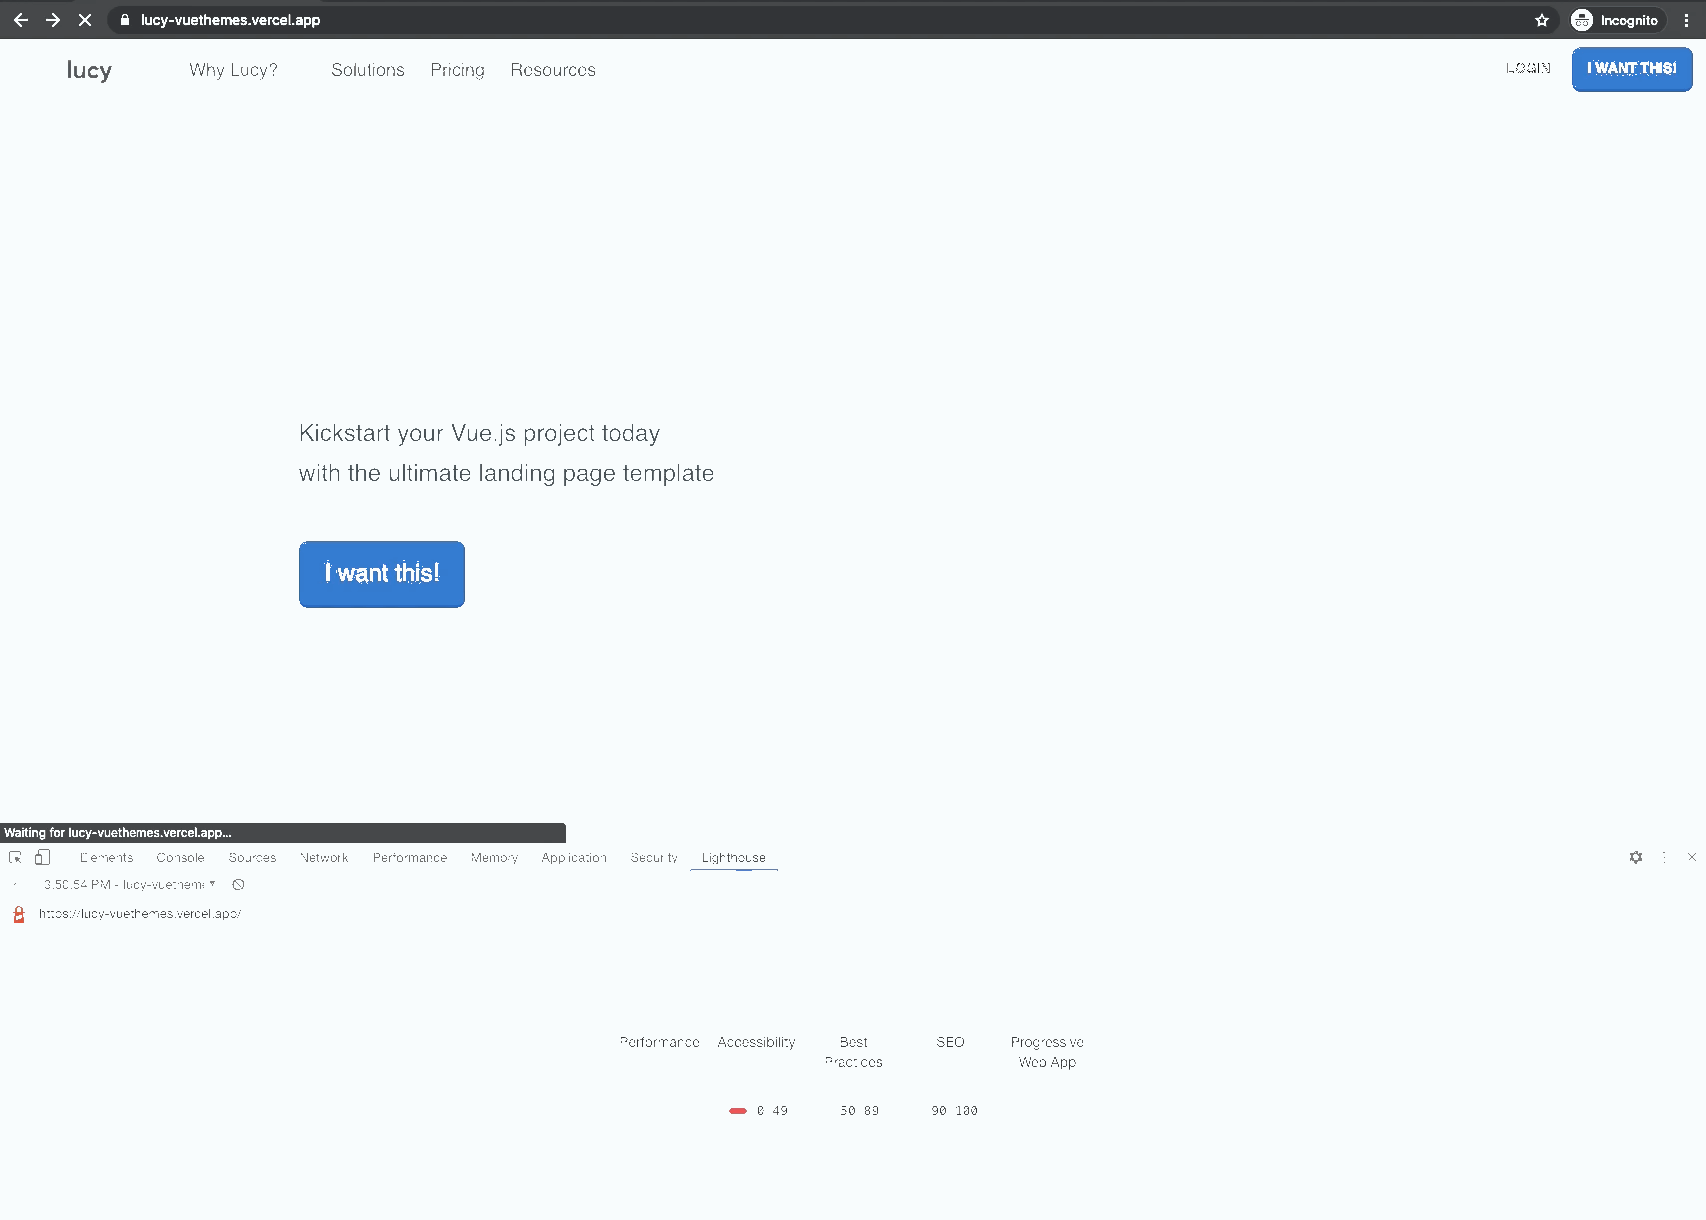 lucy-vuethemes.vercel.app
Incognito
lucy
Why Lucy?
Solutions
Pricing
Resources
LOGIN
I WANT THIS!
Kickstart your Vue.js project today
with the ultimate landing page template
I want this!
Waiting for lucy-vuethemes.vercel.app...
Elements
Console
Sources
Network
Performance
Memory
Application
Security
Lighthouse
3:50:54 PM - lucy-vuetheme
https://lucy-vuethemes.vercel.app/
Performance
Accessibility
Best
Practices
SEO
Progressive
Web App
0-49
50-89
90-100